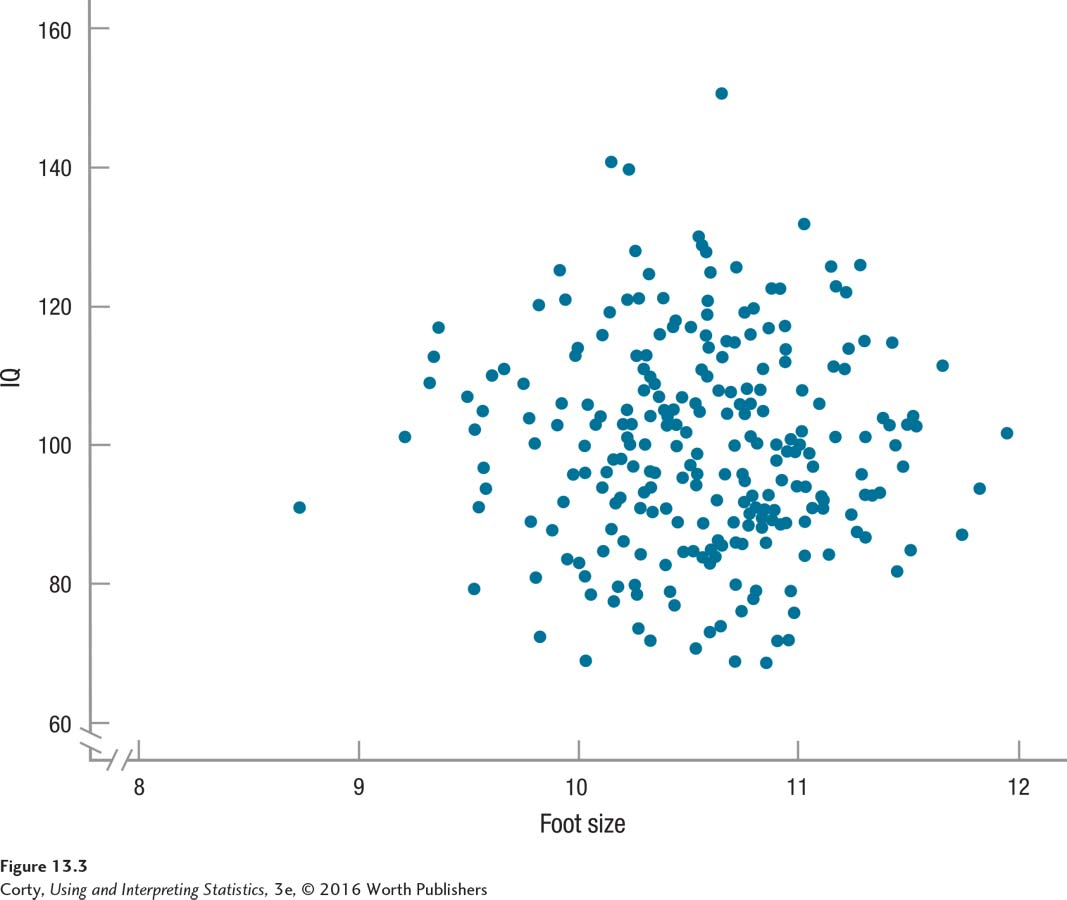 160
140
120
100
80
60
IQ
8 9 10 11 12
Foot size
Figure 13.3
Corty, Using and Interpreting Statistics, 3e, © 2016 Worth Publishers